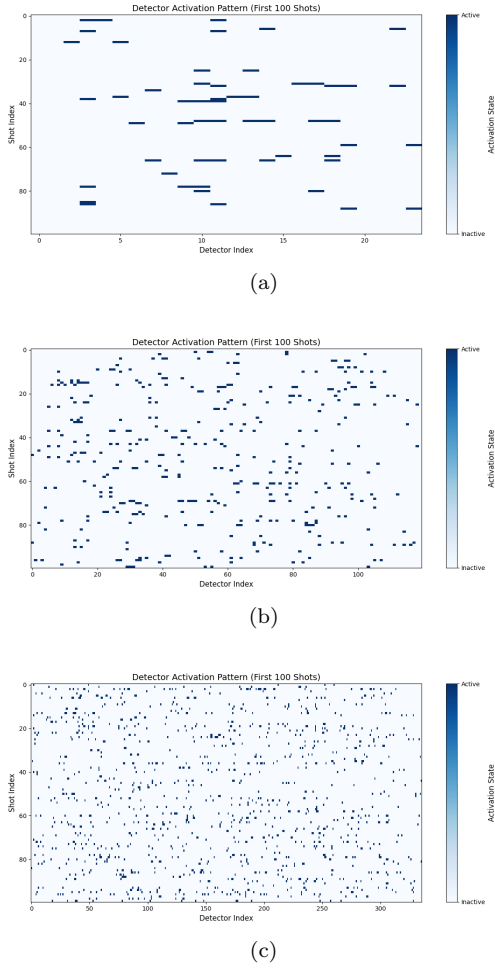 Detector Activation Pattern (First 100 Shots)
Active
0
20
40
60
80
Shot Index
Activation State
Inactive
0 5 10 15 20
Detector Index
(a)
Detector Activation Pattern (First 100 Shots)
Active
0
20
40
60
80
Shot Index
Activation State
Inactive
0 20 40 60 80 100
Detector Index
(b)
Detector Activation Pattern (First 100 Shots)
Active
0
20
40
60
80
Shot Index
Activation State
Inactive
0 50 100 150 200 250 300
Detector Index
(c)